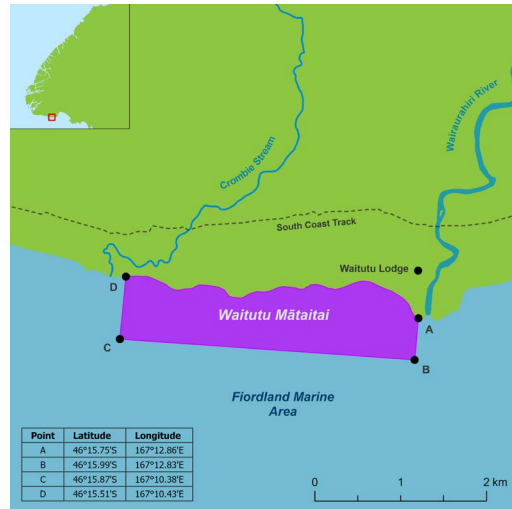 Crombie Stream
Wairaurahiri River
South Coast Track
Waitutu Lodge
D
Waitutu Mātaitai
A
C
B
Fiordland Marine
Area
Point Latitude Longitude
A 46°15.75'S 167°12.86'E
B 46°15.99'S 167°12.83'E
C 46°15.87'S 167°10.38'E
D 46°15.51'S 167°10.43'E
0 1 2 km